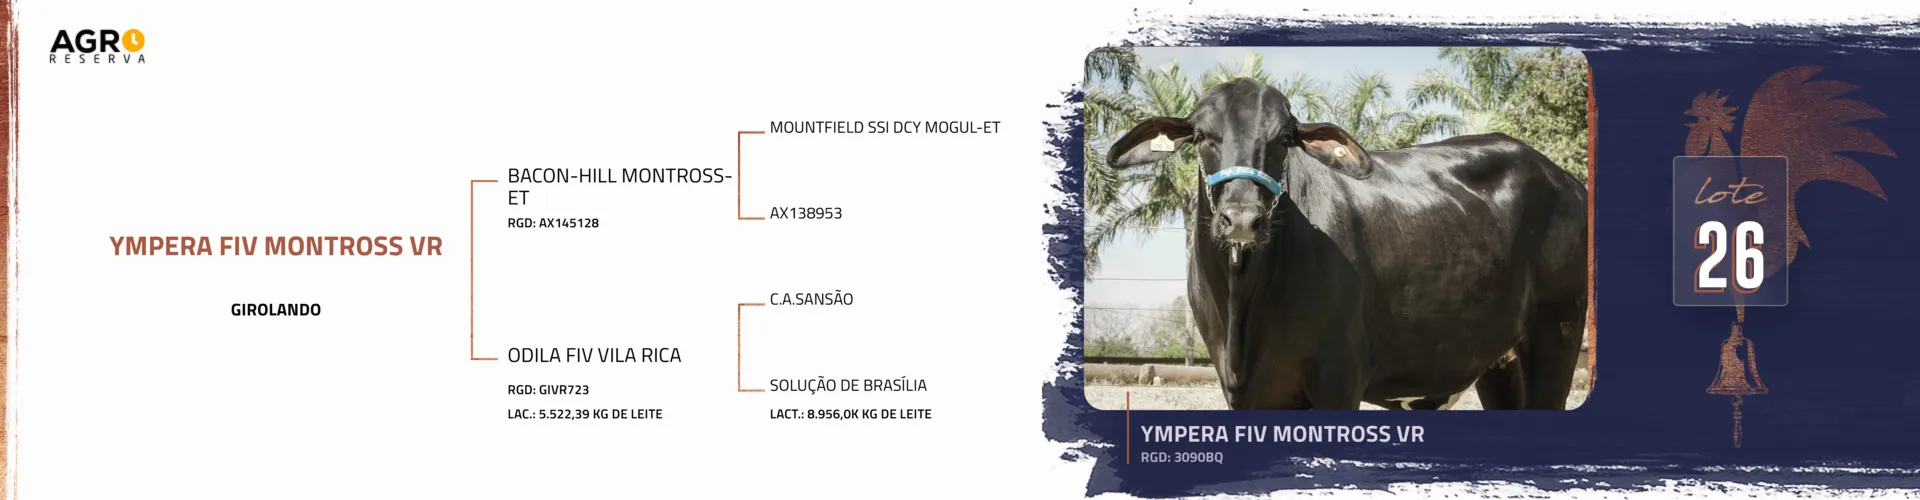 AGRO
RESERVA
YMPERA FIV MONTROSS VR
GIROLANDO
BACON-HILL MONTROSS-
ET
RGD: AX145128
ODILA FIV VILA RICA
RGD: GIVR723
LAC.: 5.522,39 KG DE LEITE
MOUNTFIELD SSI DCY MOGUL-ET
AX138953
C.A.SANSÃO
SOLUÇÃO DE BRASÍLIA
LACT.: 8.956,0K KG DE LEITE
lote
26
YMPERA FIV MONTROSS VR
RGD: 3090BQ